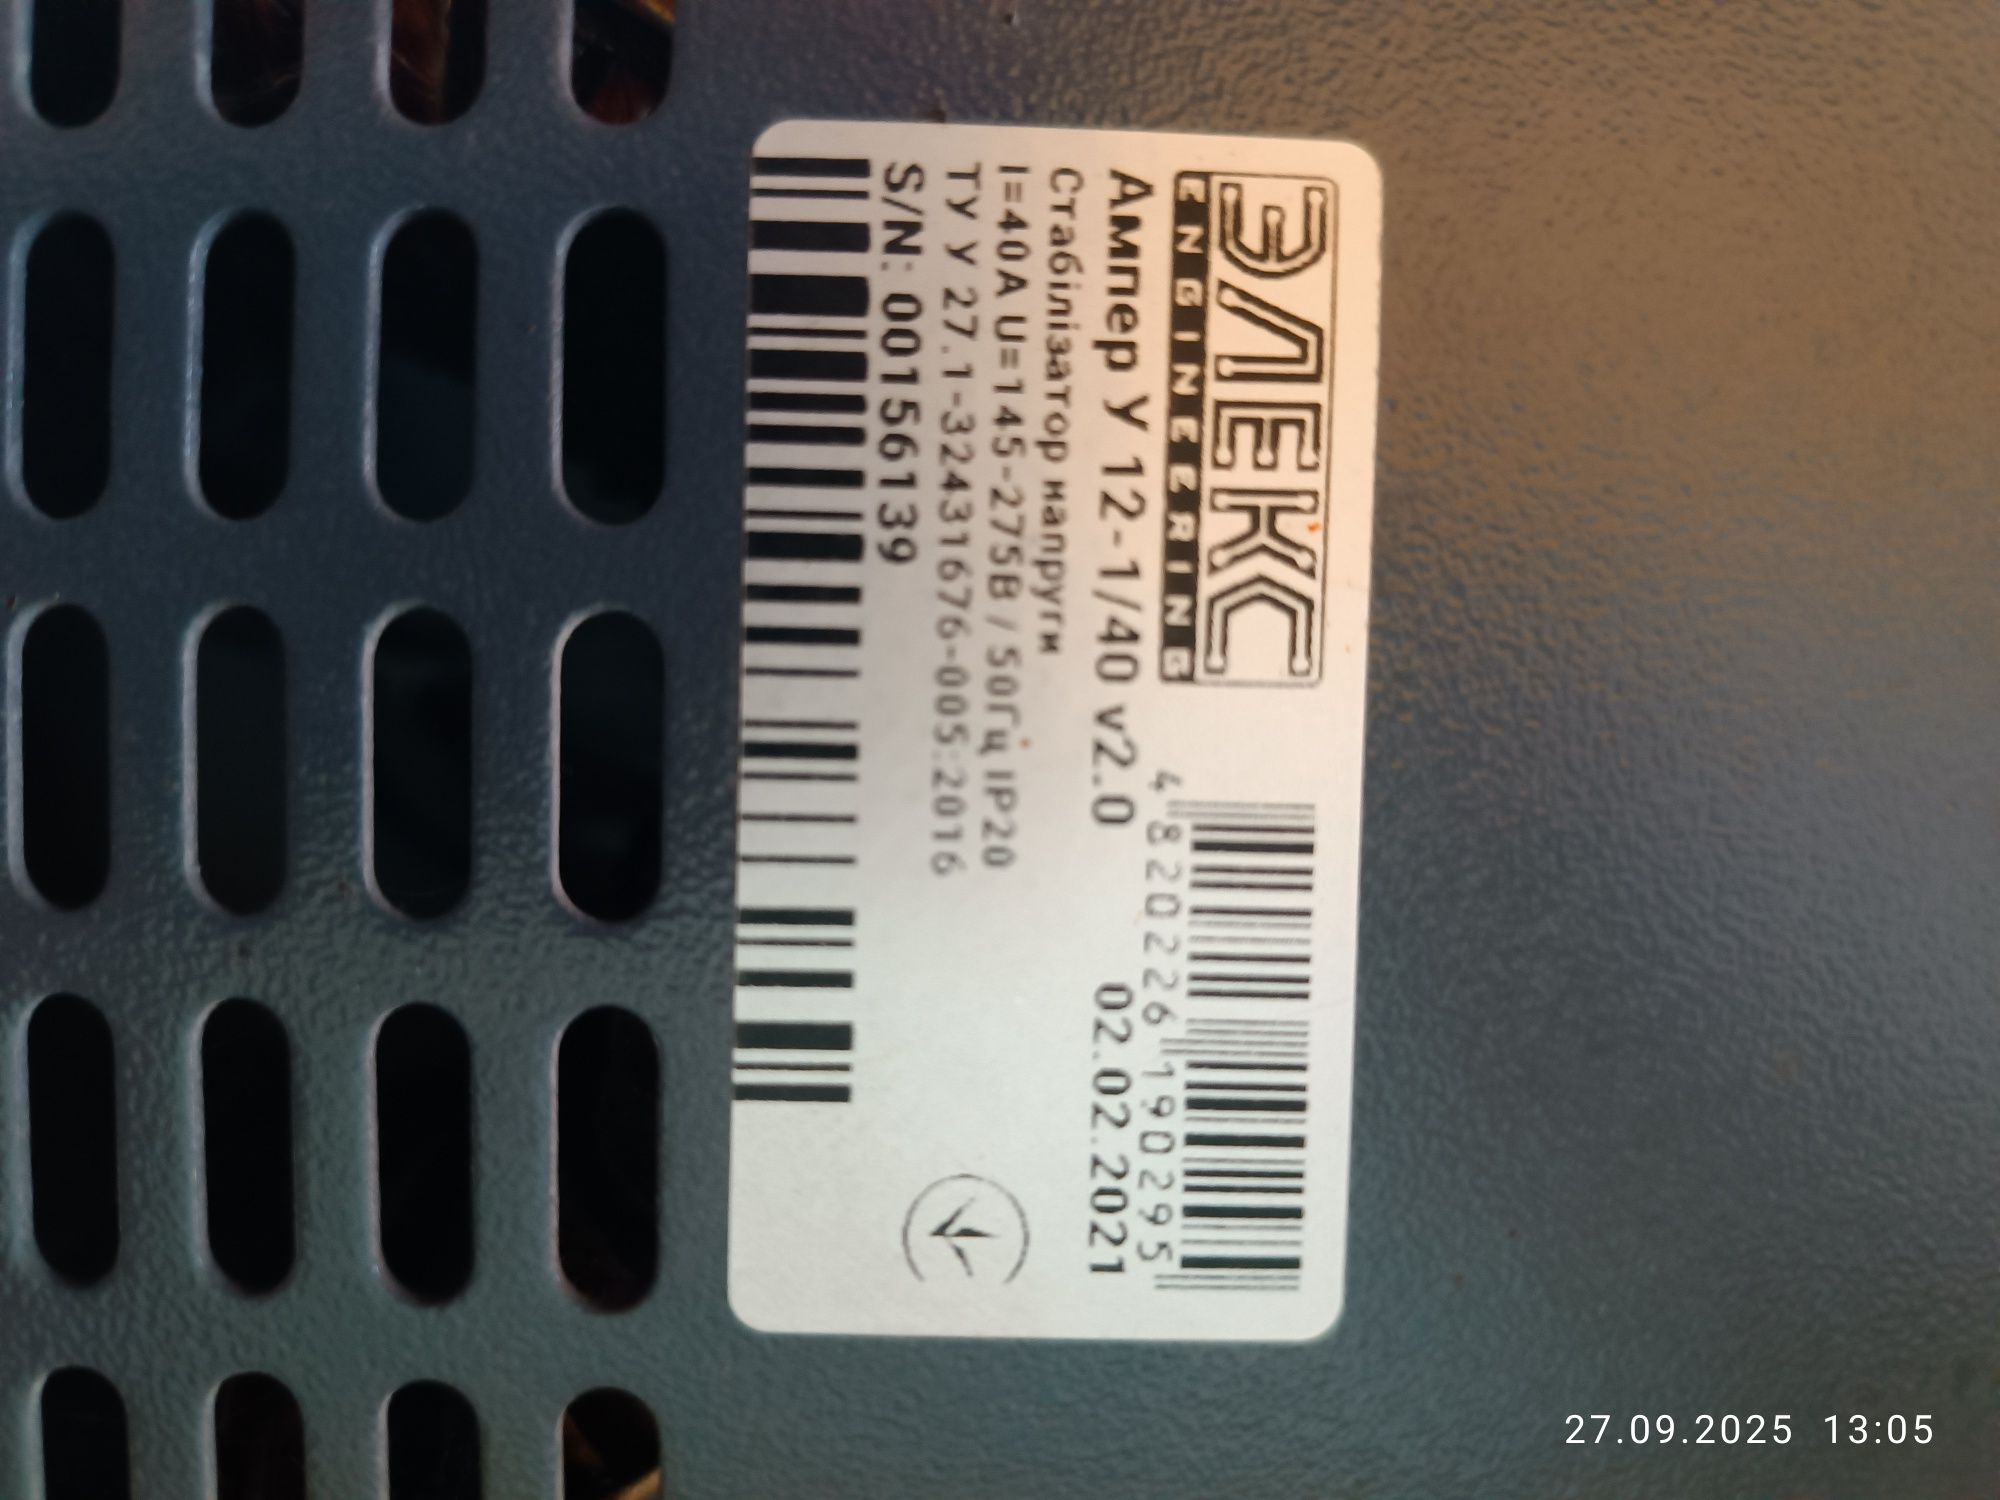 ЭЛЕКС
ENGINEERING
4 820226 190295
Ампер У 12-1/40 v2.0 02.02.2021
Стабілізатор напруги
I=40A U=145-275В / 50Гц IP20
ТУ У 27.1-32431676-005:2016
S/N: 00156139
27.09.2025 13:05